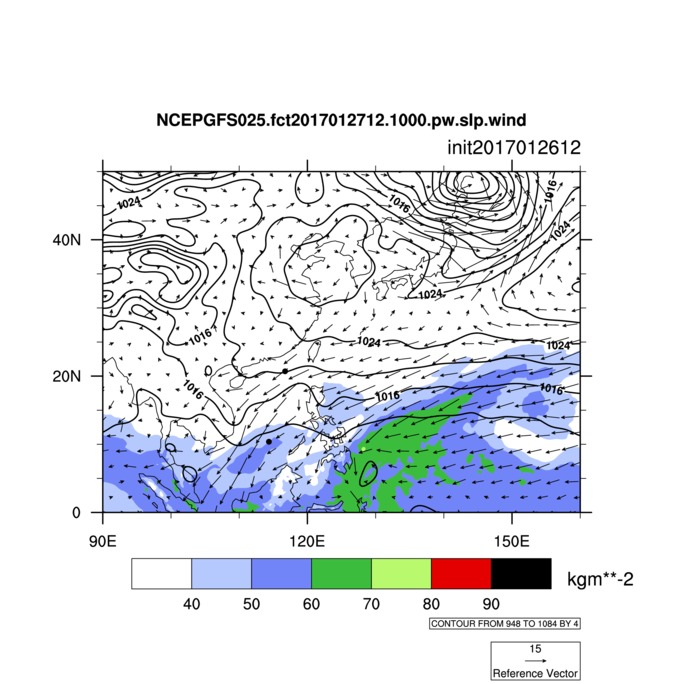 NCEPGFS025.fct2017012712.1000.pw.slp.wind
init2017012612
1024
1016
1016
1024
40N
1024
1016
1024
1024
20N
1016
1016
1016
0
90E
120E
150E
40 50 60 70 80 90
kgm**-2
CONTOUR FROM 948 TO 1084 BY 4
15
Reference Vector